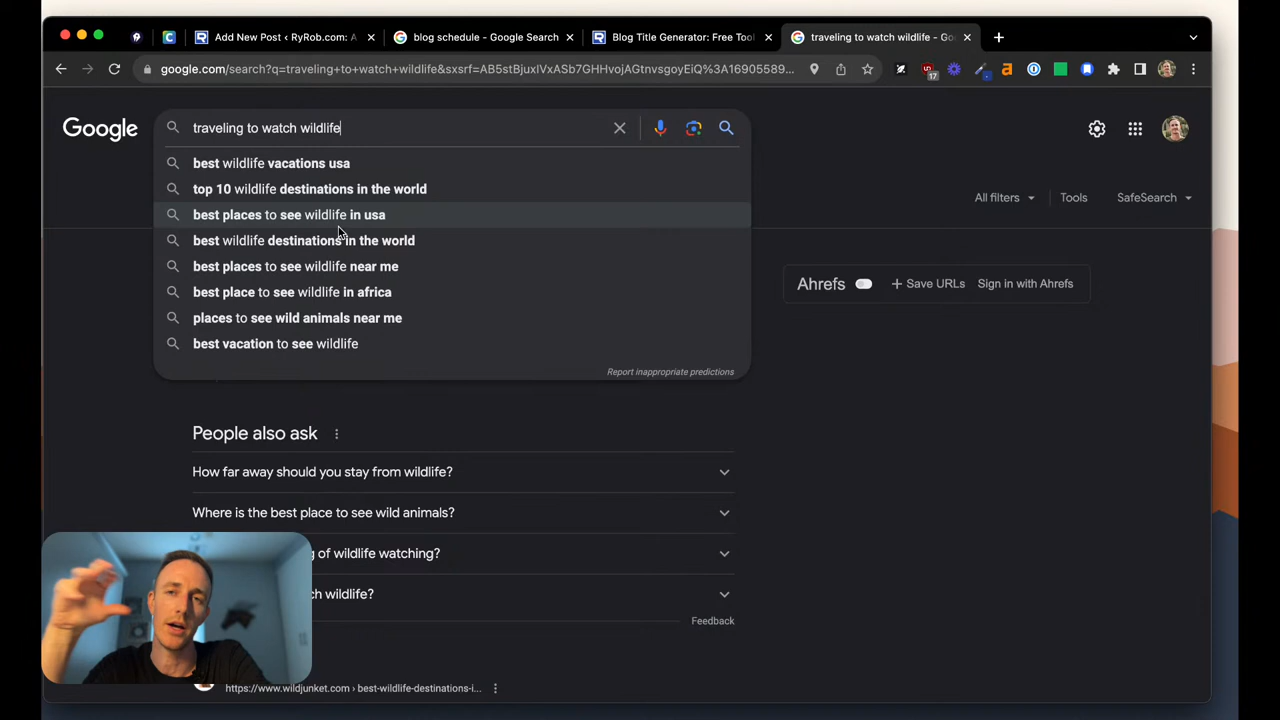 Add New Post ‹ RyRob.com: A
blog schedule - Google Search
Blog Title Generator: Free Tool
traveling to watch wildlife - Go
google.com/search?q=traveling+to+watch+wildlife&sxsrf=AB5stBjuxlVxASb7GHHvojAGtnvsgoyEiQ%3A16905589...
17
Google
traveling to watch wildlife
best wildlife vacations usa
top 10 wildlife destinations in the world
best places to see wildlife in usa
best wildlife destinations in the world
best places to see wildlife near me
best place to see wildlife in africa
places to see wild animals near me
best vacation to see wildlife
Report inappropriate predictions
All filters
Tools
SafeSearch
Ahrefs
+ Save URLs
Sign in with Ahrefs
People also ask
How far away should you stay from wildlife?
Where is the best place to see wild animals?
g of wildlife watching?
ch wildlife?
Feedback
https://www.wildjunket.com › best-wildlife-destinations-i...